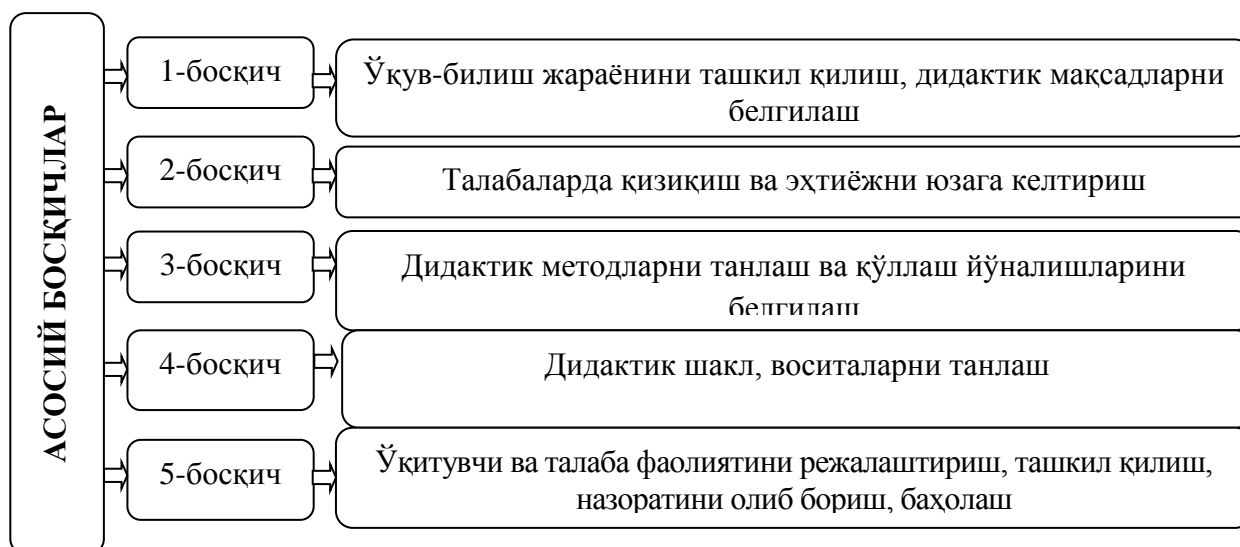 АСОСИЙ БОСҚИЧЛАР
1-босқич
Ўқув-билиш жараёнини ташкил қилиш, дидактик мақсадларни
белгилаш
2-босқич
Талабаларда қизиқиш ва эҳтиёжни юзага келтириш
3-босқич
Дидактик методларни танлаш ва қўллаш йўналишларини
белгилаш
4-босқич
Дидактик шакл, воситаларни танлаш
5-босқич
Ўқитувчи ва талаба фаолиятини режалаштириш, ташкил қилиш,
назоратини олиб бориш, баҳолаш